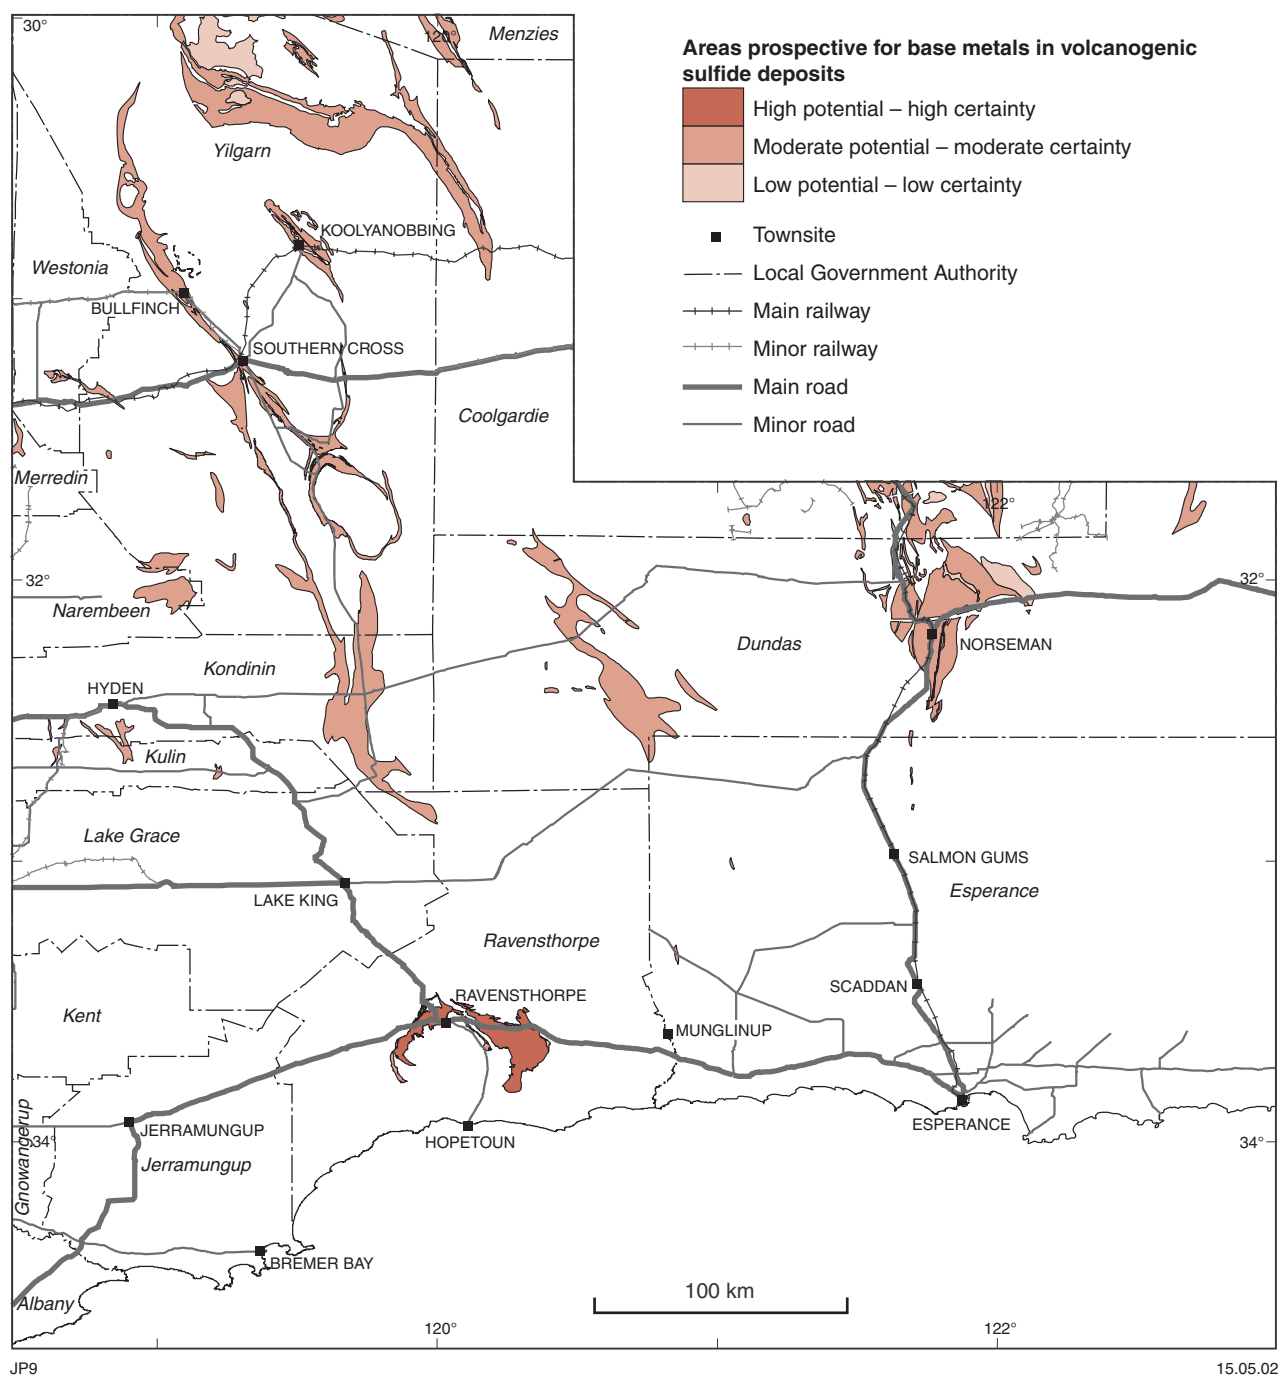 30°
120°
Menzies
Areas prospective for base metals in volcanogenic
sulfide deposits
High potential – high certainty
Moderate potential – moderate certainty
Low potential – low certainty
Townsite
Local Government Authority
Main railway
Minor railway
Main road
Minor road
Yilgarn
KOOLYANOBBING
Westonia
BULLFINCH
SOUTHERN CROSS
Coolgardie
Merredin
122°
32°
32°
Narembeen
Dundas
NORSEMAN
Kondinin
HYDEN
Kulin
Lake Grace
SALMON GUMS
Esperance
LAKE KING
Ravensthorpe
SCADDAN
RAVENSTHORPE
Kent
MUNGLINUP
Gnowangerup
JERRAMUNGUP
34°
HOPETOUN
ESPERANCE
34°
Jerramungup
BREMER BAY
Albany
100 km
120°
122°
JP9
15.05.02